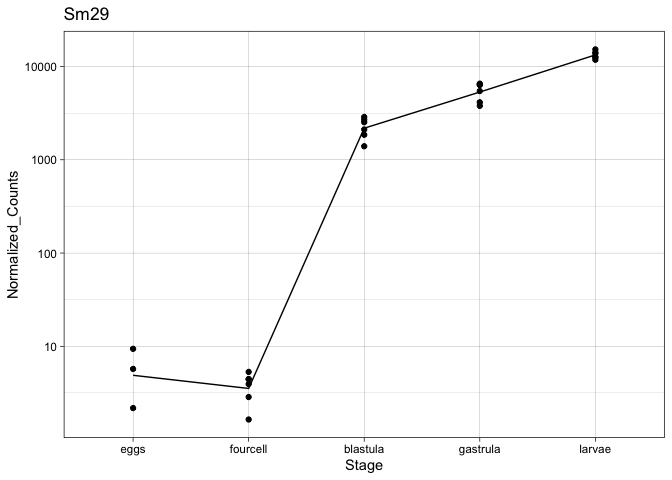 Sm29
Normalized_Counts
10000
1000
100
10
eggs fourcell blastula gastrula larvae
Stage